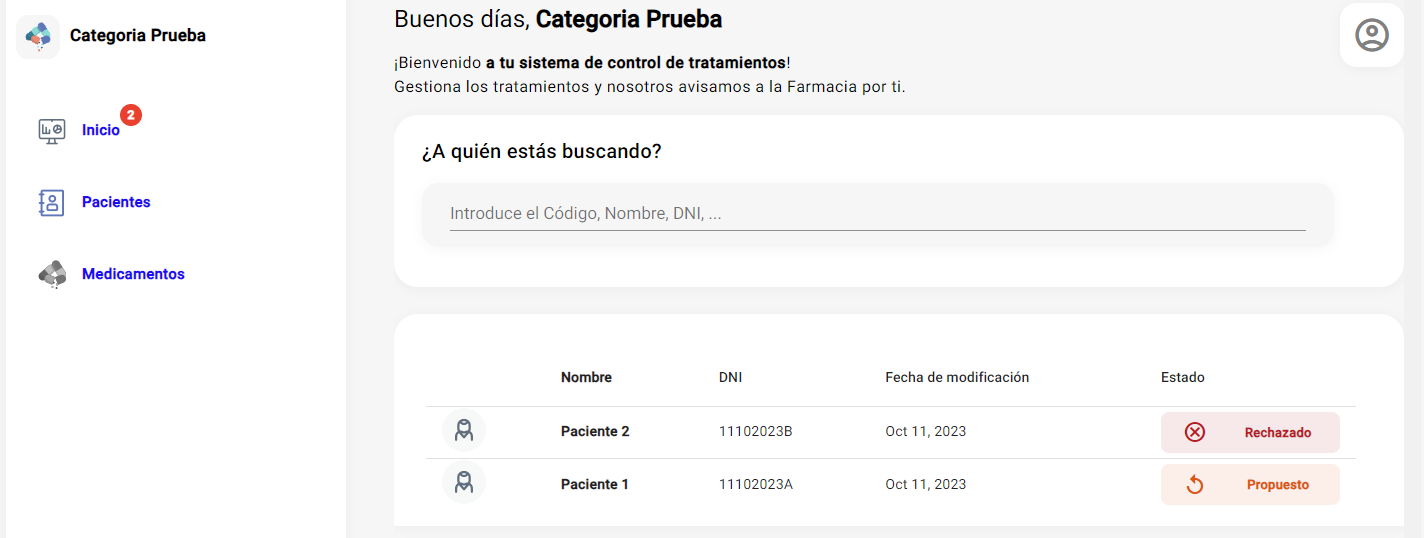 Categoria Prueba
Inicio
2
Pacientes
Medicamentos
Buenos días, Categoria Prueba
¡Bienvenido a tu sistema de control de tratamientos!
Gestiona los tratamientos y nosotros avisamos a la Farmacia por ti.
¿A quién estás buscando?
Introduce el Código, Nombre, DNI, ...
Nombre DNI Fecha de modificación Estado
Paciente 2 11102023B Oct 11, 2023 Rechazado
Paciente 1 11102023A Oct 11, 2023 Propuesto